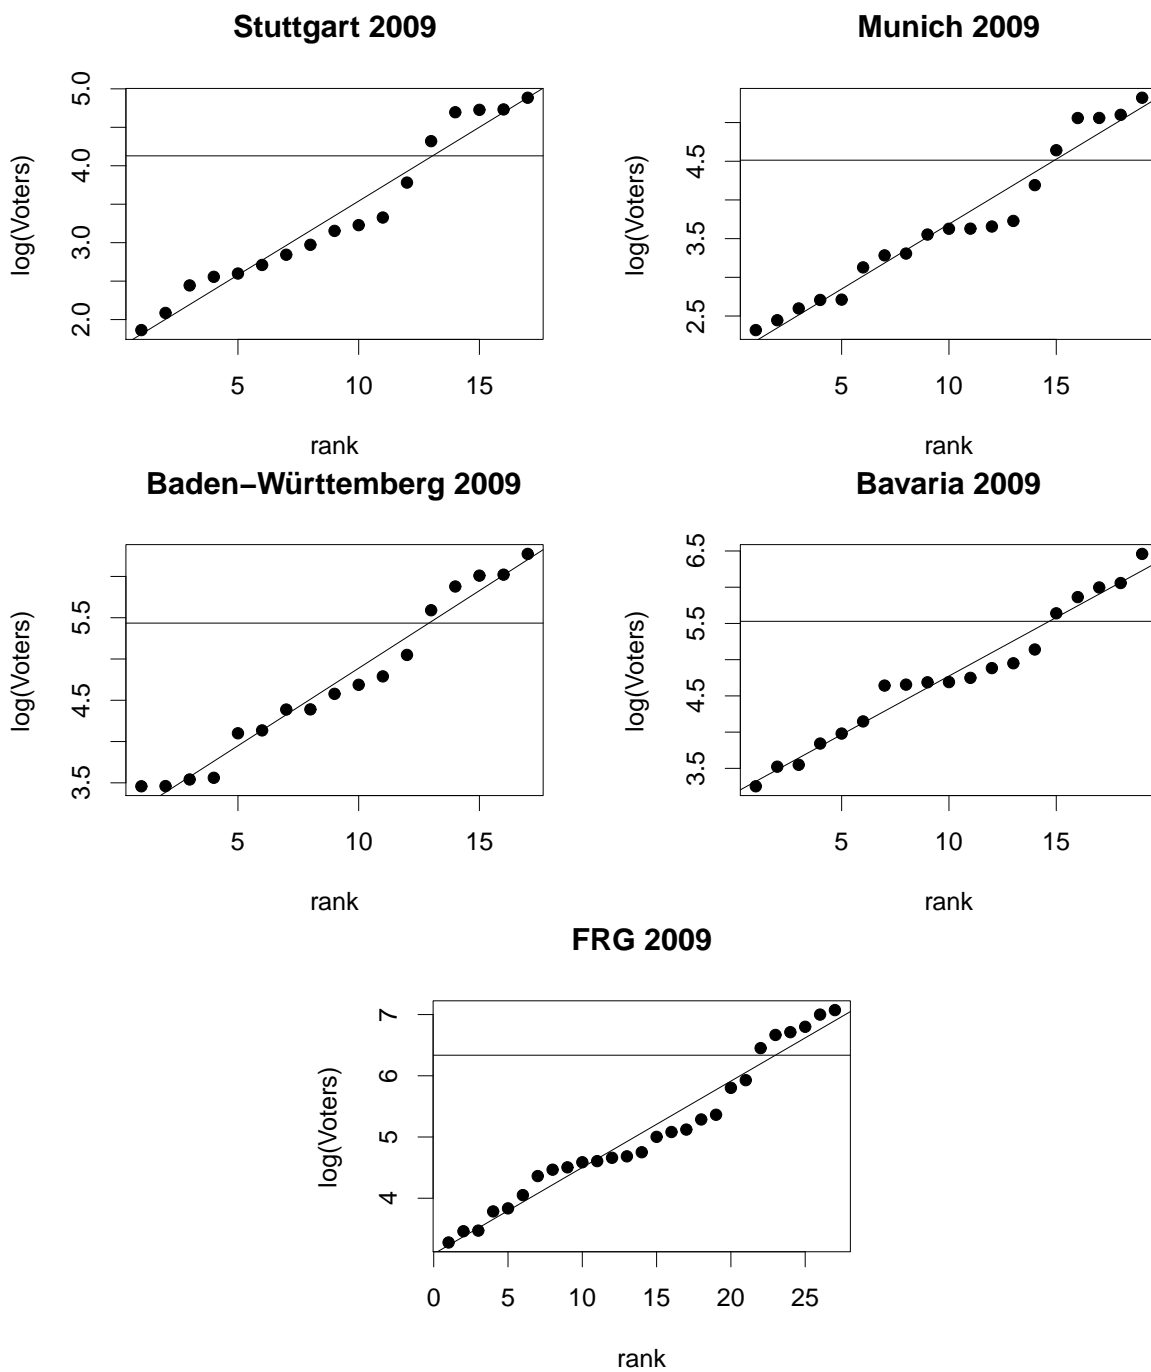 Stuttgart 2009
log(Voters)
5.0
4.0
3.0
2.0
5 10 15
rank
Munich 2009
log(Voters)
4.5
3.5
2.5
5 10 15
rank
Baden−Württemberg 2009
log(Voters)
5.5
4.5
3.5
5 10 15
rank
Bavaria 2009
log(Voters)
6.5
5.5
4.5
3.5
5 10 15
rank
FRG 2009
log(Voters)
7
6
5
4
0 5 10 15 20 25
rank